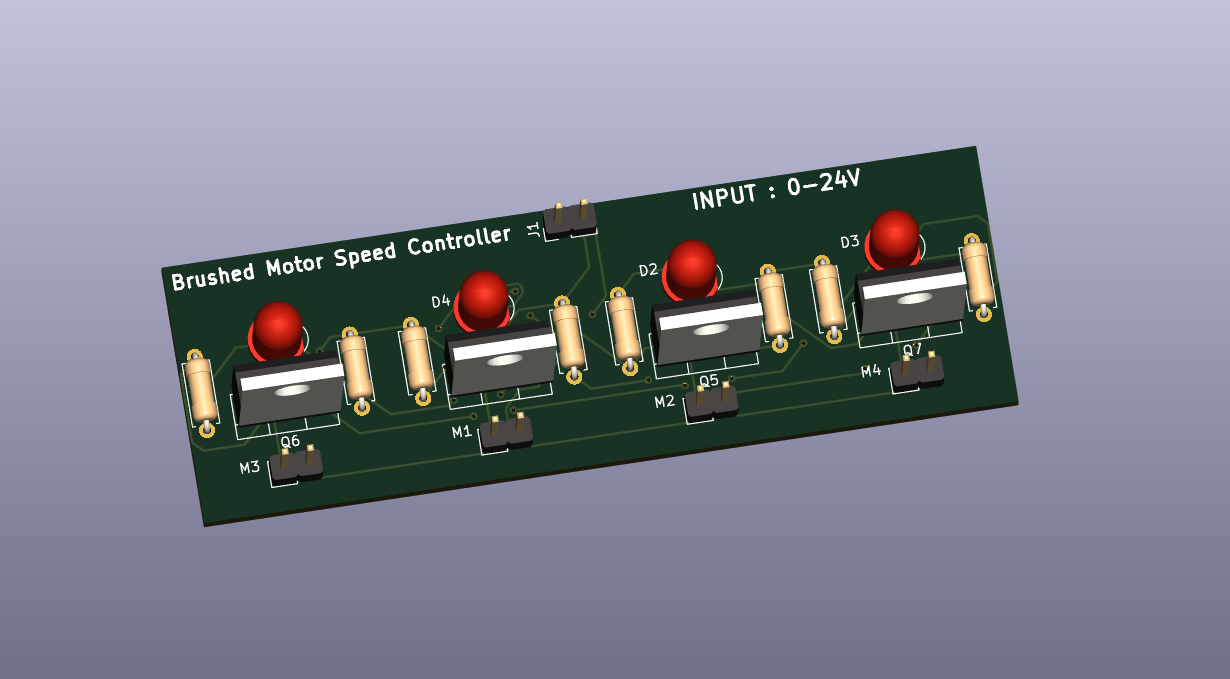 INPUT : 0-24V
Brushed Motor Speed Controller
J1
D3
D2
D4
Q7
M4
Q5
M2
M1
Q6
M3